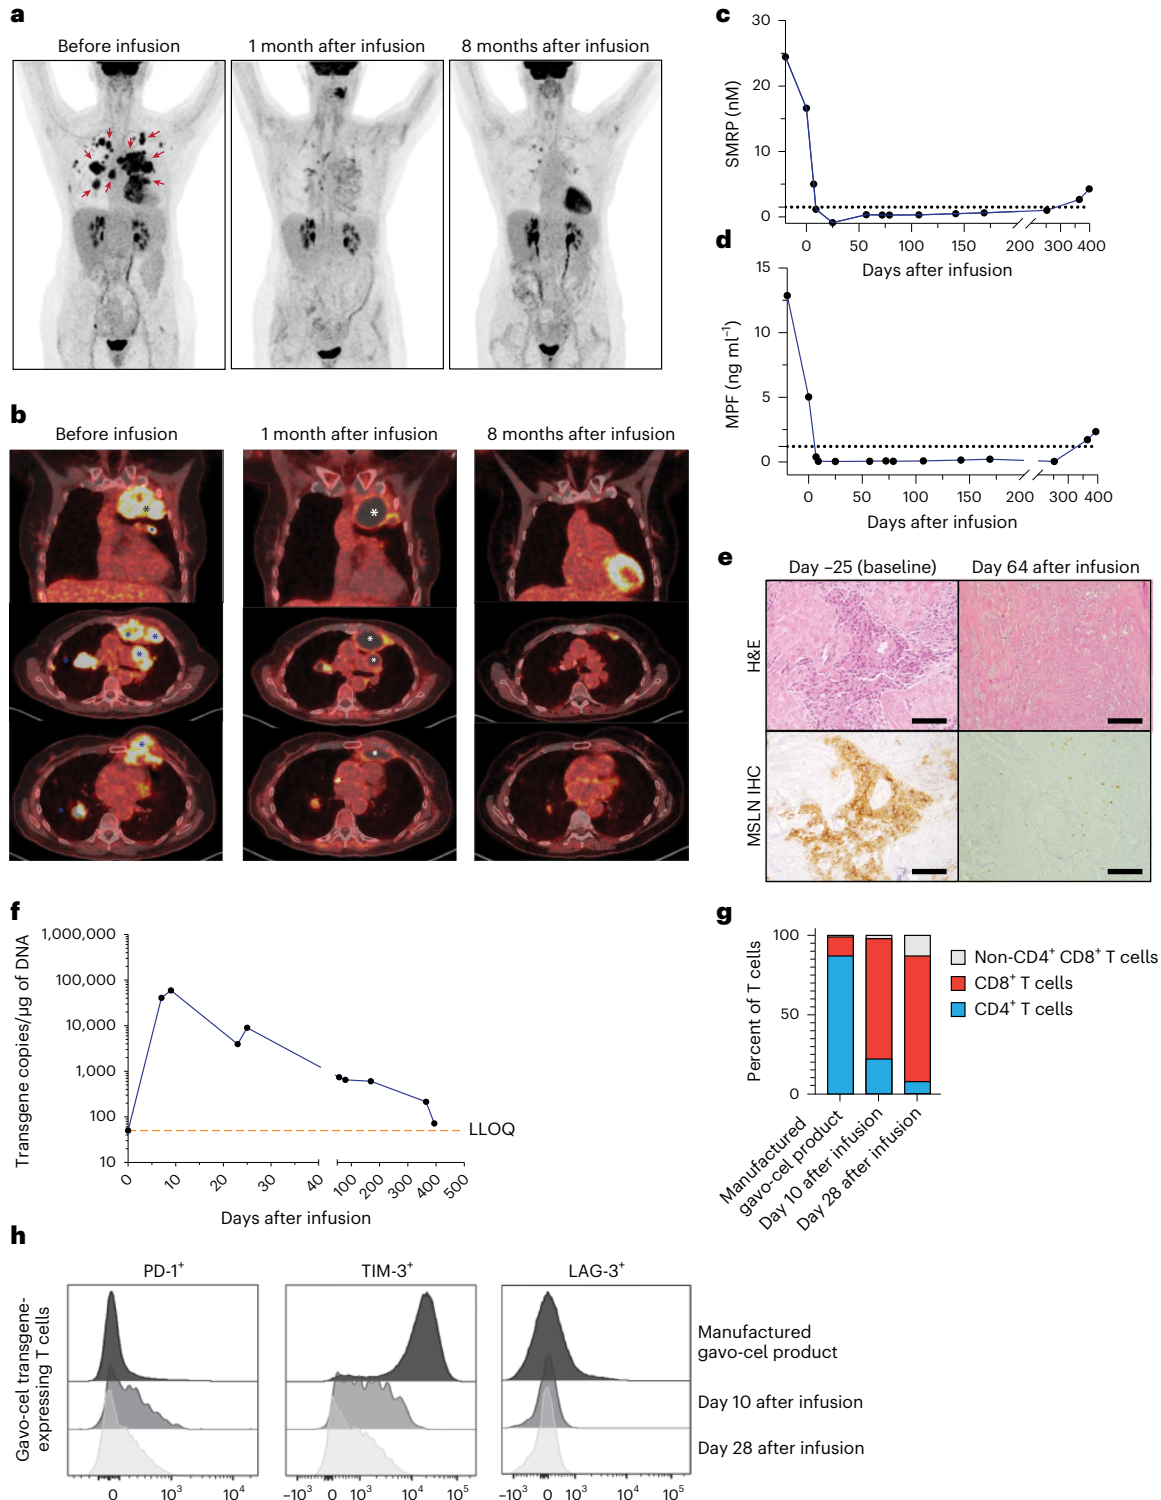 a
Before infusion
1 month after infusion
8 months after infusion
b
Before infusion
1 month after infusion
8 months after infusion
*
*
*
*
*
*
*
*
*
*
*
c
30
20
10
0
SMRP (nM)
0
50
100
150
200
300
400
Days after infusion
d
15
10
5
0
MPF (ng ml⁻¹)
0
50
100
150
200
300
400
Days after infusion
e
Day –25 (baseline)
Day 64 after infusion
H&E
MSLN IHC
f
1,000,000
100,000
10,000
1,000
100
10
Transgene copies/µg of DNA
LLOQ
0
10
20
30
40
100
200
300
400
500
Days after infusion
g
100
50
0
Percent of T cells
Non-CD4⁺ CD8⁺ T cells
CD8⁺ T cells
CD4⁺ T cells
Manufactured
gavo-cel product
Day 10 after infusion
Day 28 after infusion
h
PD-1⁺
TIM-3⁺
LAG-3⁺
Gavo-cel transgene-
expressing T cells
Manufactured
gavo-cel product
Day 10 after infusion
Day 28 after infusion
0
10³
10⁴
–10³
0
10³
10⁴
10⁵
–10³
0
10³
10⁴
10⁵